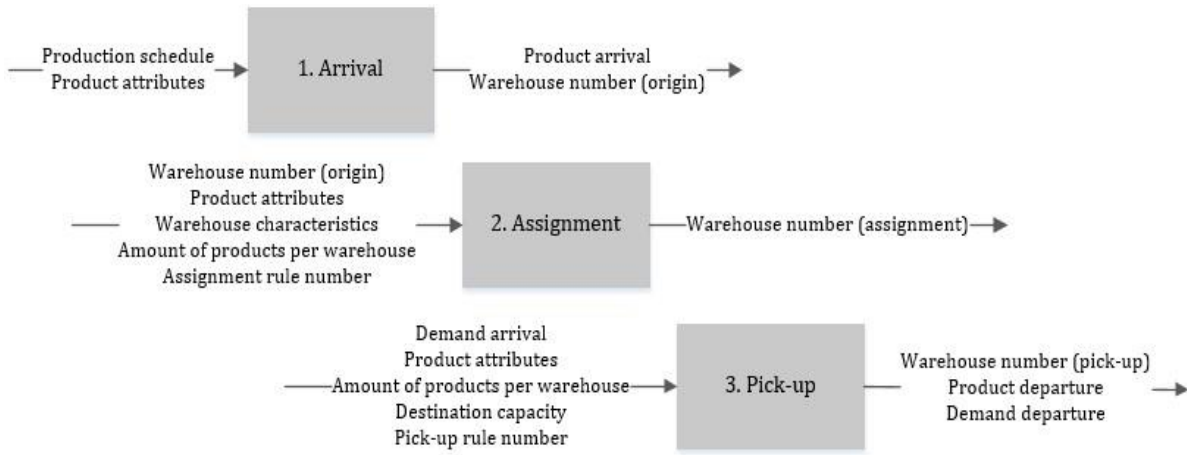 Production schedule
Product attributes
1. Arrival
Product arrival
Warehouse number (origin)
Warehouse number (origin)
Product attributes
Warehouse characteristics
Amount of products per warehouse
Assignment rule number
2. Assignment
Warehouse number (assignment)
Demand arrival
Product attributes
Amount of products per warehouse
Destination capacity
Pick-up rule number
3. Pick-up
Warehouse number (pick-up)
Product departure
Demand departure